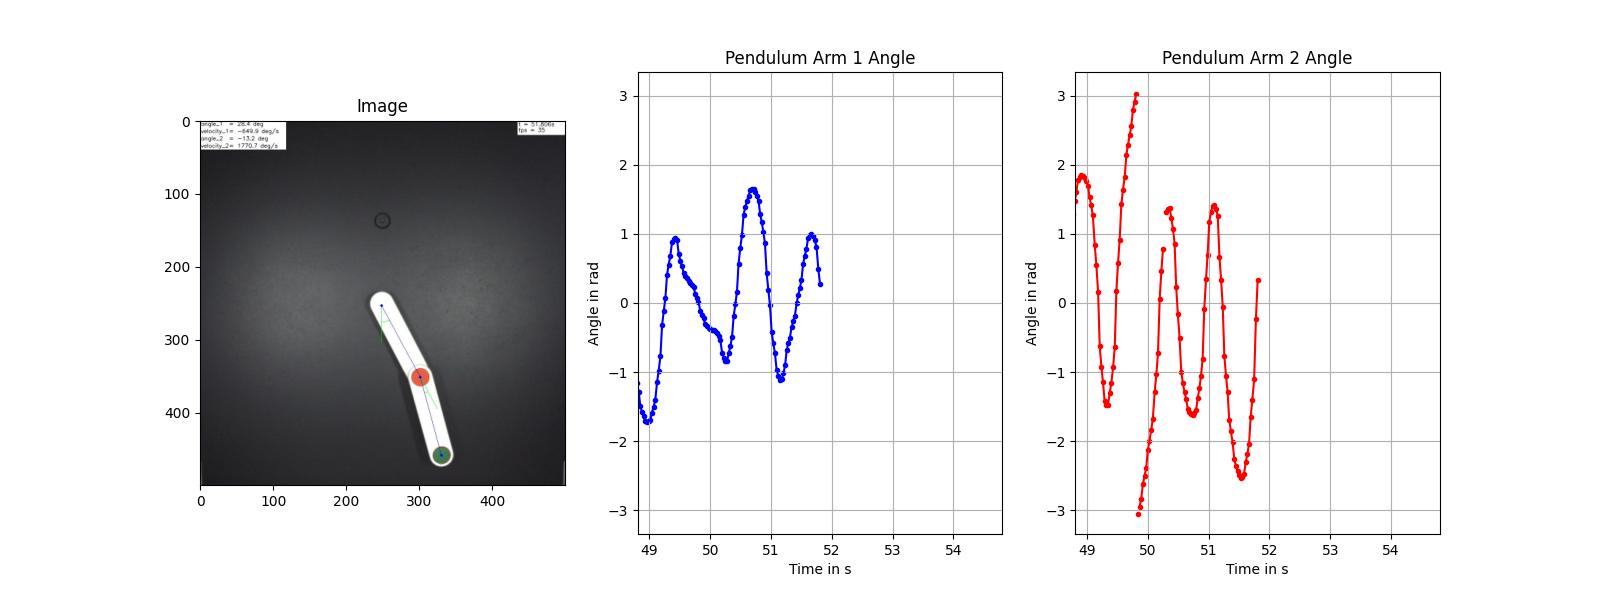 Image
angle_1 = 28.4 deg
velocity_1= -649.9 deg/s
angle_2 = -13.2 deg
velocity_2= 1770.7 deg/s
t = 51.806s
fps = 35
0
100
200
300
400
0 100 200 300 400
Pendulum Arm 1 Angle
Angle in rad
3
2
1
0
−1
−2
−3
49 50 51 52 53 54
Time in s
Pendulum Arm 2 Angle
Angle in rad
3
2
1
0
−1
−2
−3
49 50 51 52 53 54
Time in s